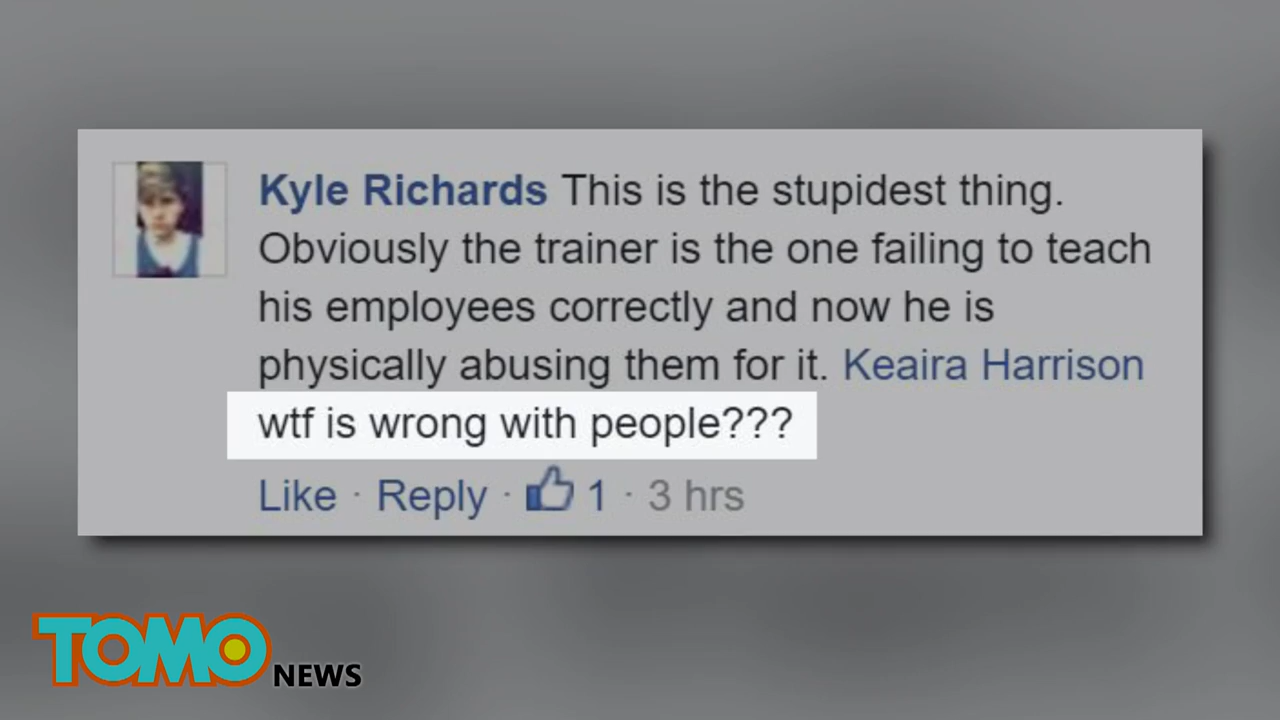 Kyle Richards This is the stupidest thing.
Obviously the trainer is the one failing to teach
his employees correctly and now he is
physically abusing them for it. Keaira Harrison
wtf is wrong with people???
Like · Reply · 1 · 3 hrs
TOMO NEWS